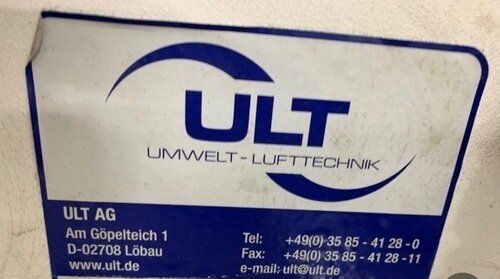 ULT
UMWELT - LUFTTECHNIK
ULT AG
Am Göpelteich 1
D-02708 Löbau
www.ult.de
Tel: +49(0) 35 85 - 41 28 - 0
Fax: +49(0) 35 85 - 41 28 - 11
e-mail: ult@ult.de